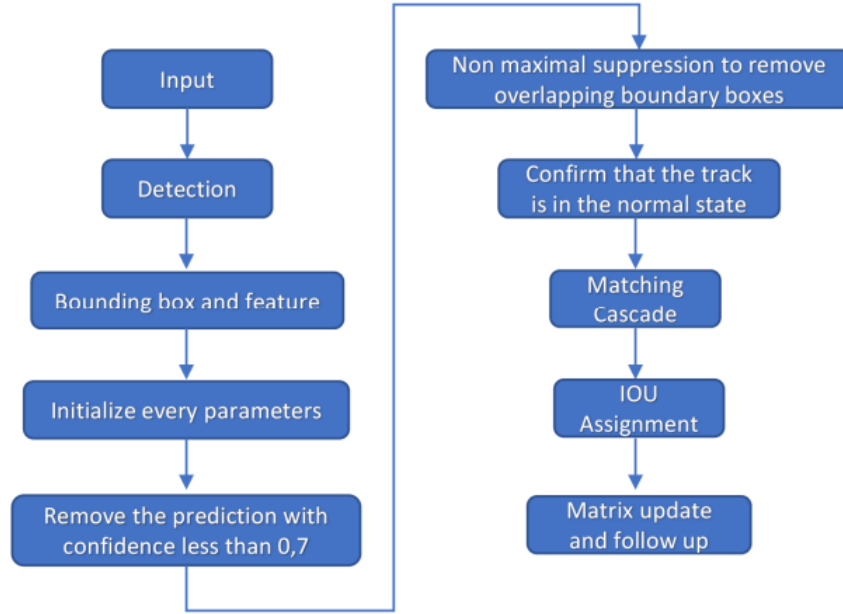 Input
Detection
Bounding box and feature
Initialize every parameters
Remove the prediction with
confidence less than 0,7
Non maximal suppression to remove
overlapping boundary boxes
Confirm that the track
is in the normal state
Matching
Cascade
IOU
Assignment
Matrix update
and follow up